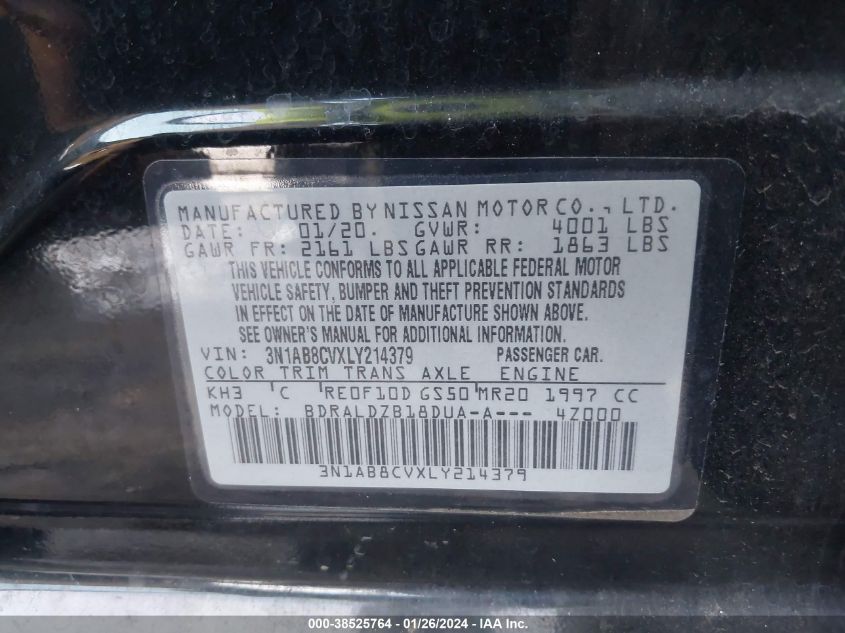 MANUFACTURED BY NISSAN MOTOR CO., LTD.
DATE: 01/20. GVWR: 4001 LBS
GAWR FR: 2161 LBS GAWR RR: 1863 LBS
THIS VEHICLE CONFORMS TO ALL APPLICABLE FEDERAL MOTOR
VEHICLE SAFETY, BUMPER AND THEFT PREVENTION STANDARDS
IN EFFECT ON THE DATE OF MANUFACTURE SHOWN ABOVE.
SEE OWNER'S MANUAL FOR ADDITIONAL INFORMATION.
VIN: 3N1AB8CVXLY214379 PASSENGER CAR.
COLOR TRIM TRANS AXLE ENGINE
KH3 C RE0F10D GS50 MR20 1997 CC
MODEL: BDRALDZB18DUA-A--- 4Z000
3N1AB8CVXLY214379
000-38525764 - 01/26/2024 - IAA Inc.